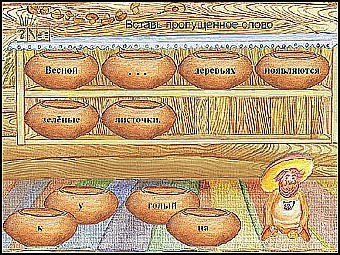 Вставь пропущенное слово
Весной . . . деревьях появляются
зелёные листочки.
у голый
к на